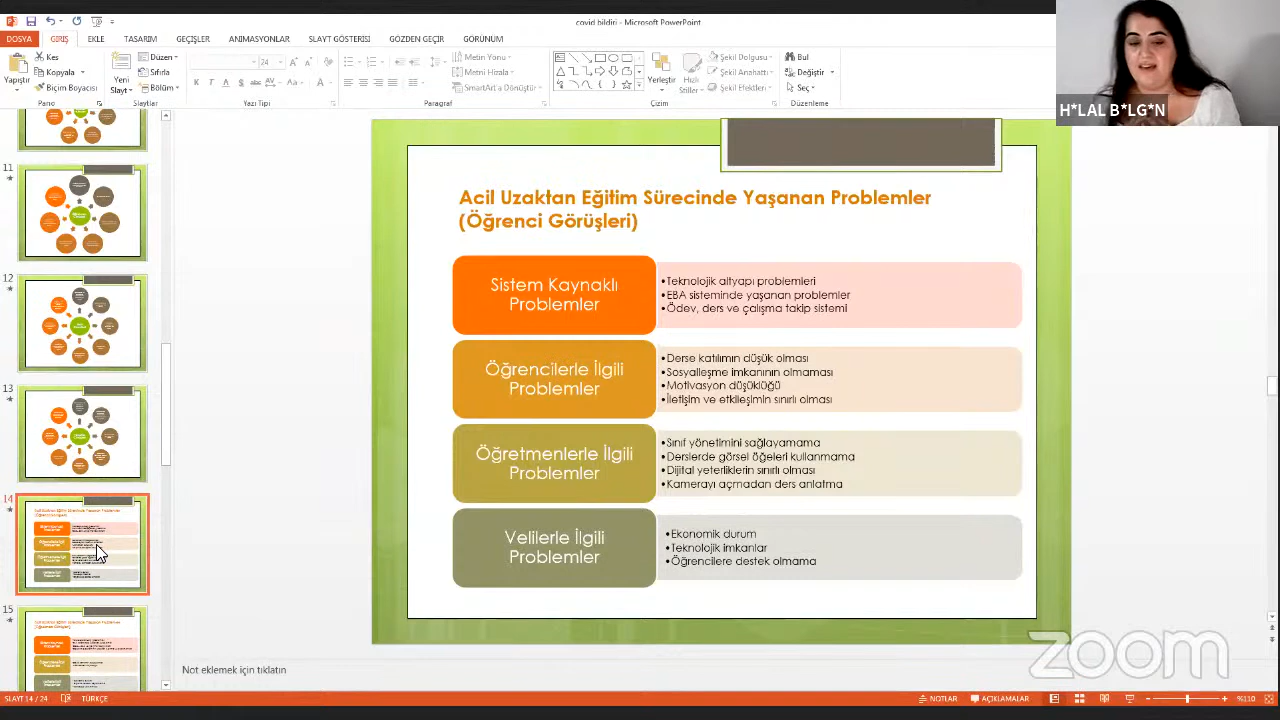 covid bildiri - Microsoft PowerPoint
DOSYA GİRİŞ EKLE TASARIM GEÇİŞLER ANİMASYONLAR SLAYT GÖSTERİSİ GÖZDEN GEÇİR GÖRÜNÜM
Yapıştır
Kes
Kopyala
Biçim Boyacısı
Pano
Yeni
Slayt
Düzen
Sıfırla
Bölüm
Slaytlar
24
Yazı Tipi
Metin Yönü
Metni Hizala
SmartArt'a Dönüştür
Paragraf
Yerleştir
Hızlı
Stiller
Şekil Dolgusu
Şekil Anahattı
Şekil Efektleri
Çizim
Bul
Değiştir
Seç
Düzenleme
H*LAL B*LG*N
11
12
13
14
15
Acil Uzaktan Eğitim Sürecinde Yaşanan Problemler
(Öğrenci Görüşleri)
Sistem Kaynaklı
Problemler
•Teknolojik altyapı problemleri
•EBA sisteminde yaşanan problemler
•Ödev, ders ve çalışma takip sistemi
Öğrencilerle İlgili
Problemler
•Derse katılımın düşük olması
•Sosyalleşme imkanının olmaması
•Motivasyon düşüklüğü
•İletişim ve etkileşimin sınırlı olması
Öğretmenlerle İlgili
Problemler
•Sınıf yönetimini sağlayamama
•Derslerde görsel öğeleri kullanmama
•Dijital yeterliklerin sınırlı olması
•Kamerayı açmadan ders anlatma
Velilerle İlgili
Problemler
•Ekonomik durum
•Teknolojik imkanlar
•Öğrencilere destek olmama
zoom
Not eklemek için tıklatın
SLAYT 14 / 24 TÜRKÇE NOTLAR AÇIKLAMALAR %110